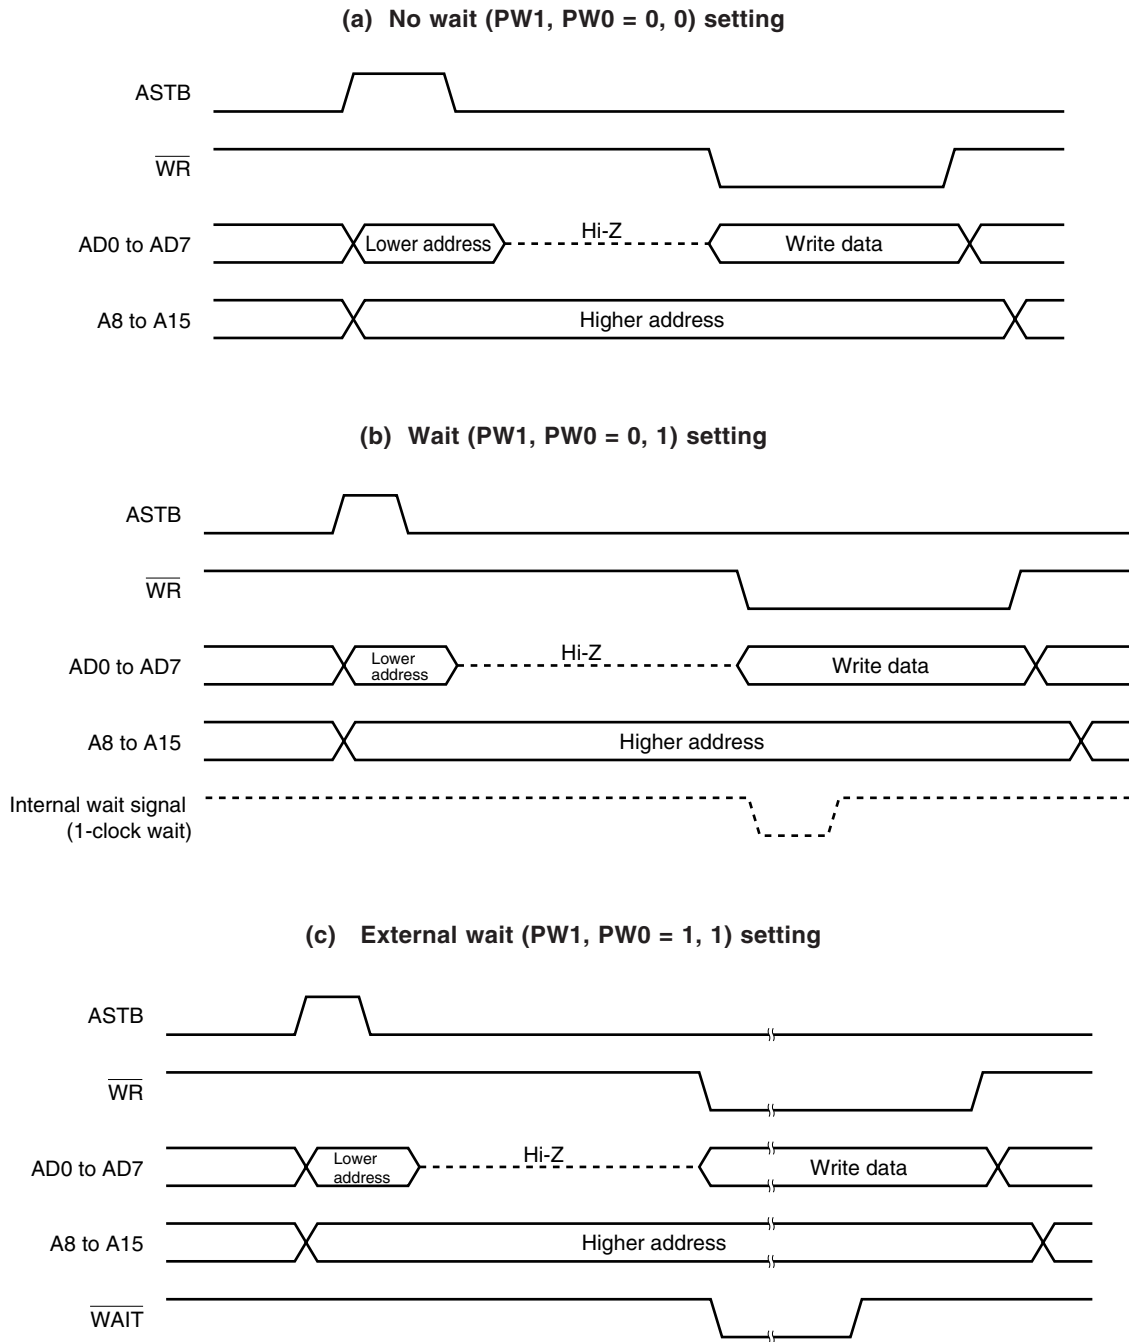 (a) No wait (PW1, PW0 = 0, 0) setting
ASTB
WR
AD0 to AD7
Lower address
Hi-Z
Write data
A8 to A15
Higher address
(b) Wait (PW1, PW0 = 0, 1) setting
ASTB
WR
AD0 to AD7
Lower
address
Hi-Z
Write data
A8 to A15
Higher address
Internal wait signal
(1-clock wait)
(c) External wait (PW1, PW0 = 1, 1) setting
ASTB
WR
AD0 to AD7
Lower
address
Hi-Z
Write data
A8 to A15
Higher address
WAIT